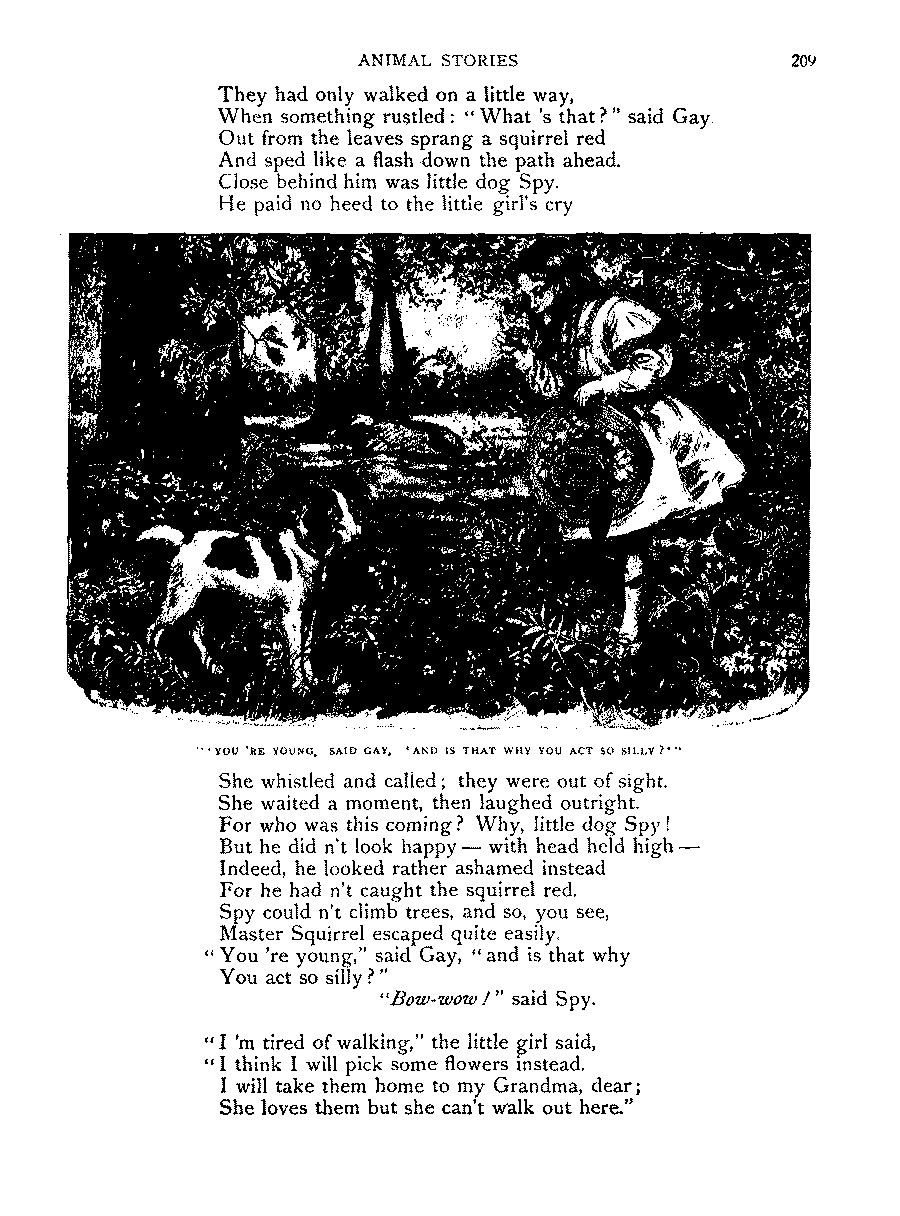 ANIMAL STORIES 209
They had only walked on a little way,
When something rustled: “What 's that?” said Gay.
Out from the leaves sprang a squirrel red
And sped like a flash down the path ahead.
Close behind him was little dog Spy.
He paid no heed to the little girl's cry
“‘YOU 'RE YOUNG, SAID GAY, ‘AND IS THAT WHY YOU ACT SO SILLY?’”
She whistled and called; they were out of sight.
She waited a moment, then laughed outright.
For who was this coming? Why, little dog Spy!
But he did n't look happy — with head held high —
Indeed, he looked rather ashamed instead
For he had n't caught the squirrel red.
Spy could n't climb trees, and so, you see,
Master Squirrel escaped quite easily.
“You 're young,” said Gay, “and is that why
You act so silly?”
“Bow-wow!” said Spy.
“I 'm tired of walking,” the little girl said,
“I think I will pick some flowers instead.
I will take them home to my Grandma, dear;
She loves them but she can't walk out here.”